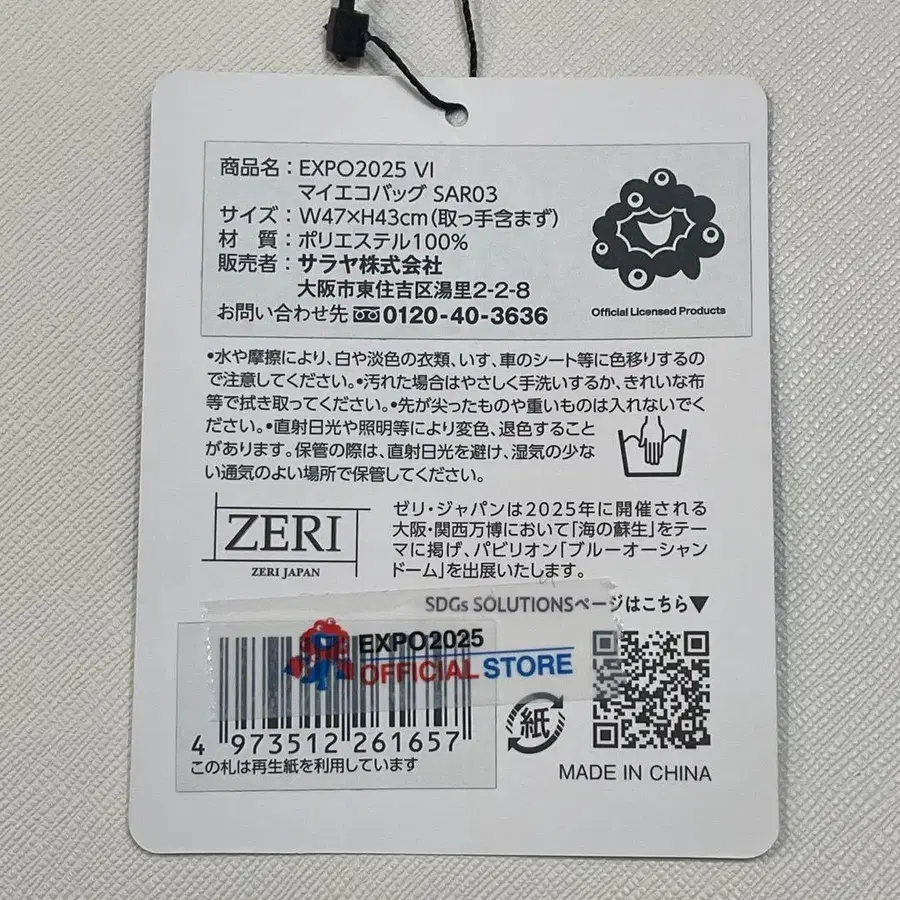 商品名：EXPO2025 VI
マイエコバッグ SAR03
サイズ：W47×H43cm（取っ手含まず）
材　質：ポリエステル100%
販売者：サラヤ株式会社
大阪市東住吉区湯里2-2-8
お問い合わせ先 0120-40-3636
Official Licensed Products
•水や摩擦により、白や淡色の衣類、いす、車のシート等に色移りするの
で注意してください。•汚れた場合はやさしく手洗いするか、きれいな布
等で拭き取ってください。•先が尖ったものや重いものは入れないでく
ださい。•直射日光や照明等により変色、退色すること
があります。保管の際は、直射日光を避け、湿気の少な
い通気のよい場所で保管してください。
ZERI
ZERI JAPAN
ゼリ・ジャパンは2025年に開催される
大阪・関西万博において「海の蘇生」をテー
マに掲げ、パビリオン「ブルーオーシャン
ドーム」を出展いたします。
SDGs SOLUTIONSページはこちら▼
EXPO2025
OFFICIAL STORE
4 973512 261657
この札は再生紙を利用しています
紙
MADE IN CHINA